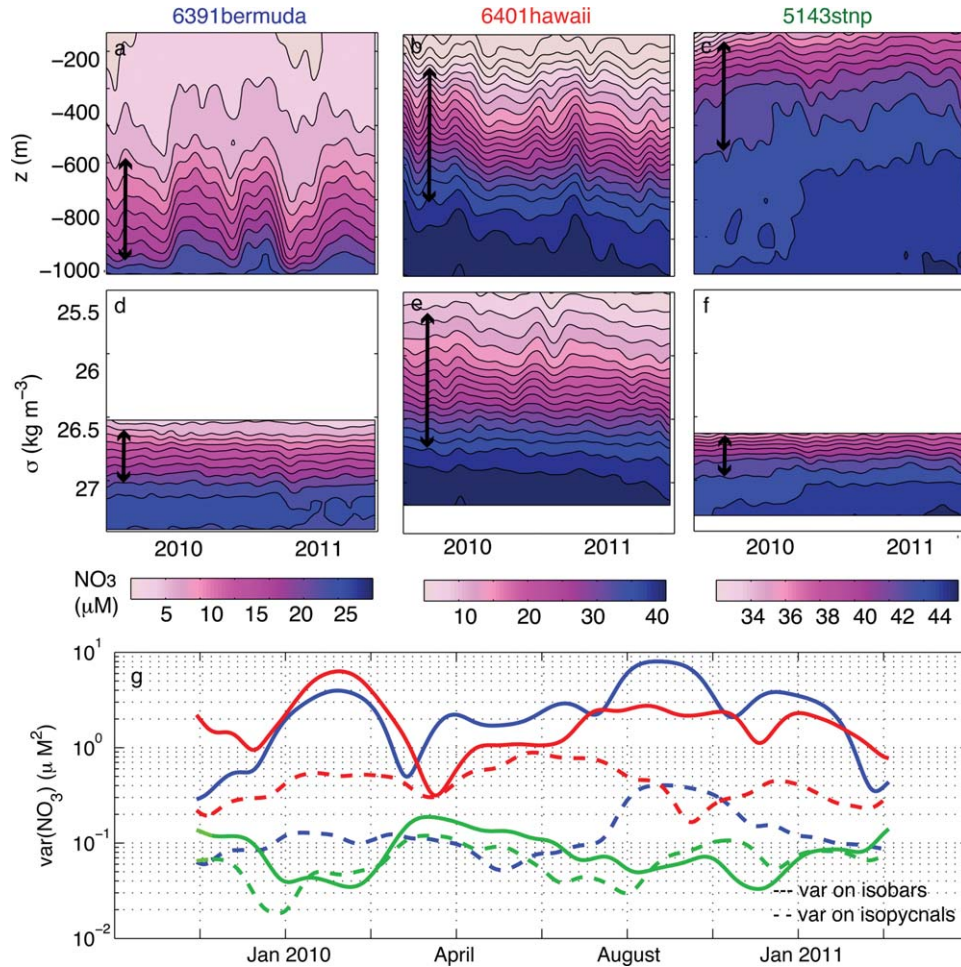 6391bermuda 6401hawaii 5143stnp
a b c
−200
−400
−600
−800
−1000
z (m)
d e f
25.5
26
26.5
27
σ (kg m⁻³)
2010 2011 2010 2011 2010 2011
NO₃
(μM)
5 10 15 20 25 10 20 30 40 34 36 38 40 42 44
g
10¹
10⁰
10⁻¹
10⁻²
var(NO₃) (μ M²)
--- var on isobars
– – var on isopycnals
Jan 2010 April August Jan 2011